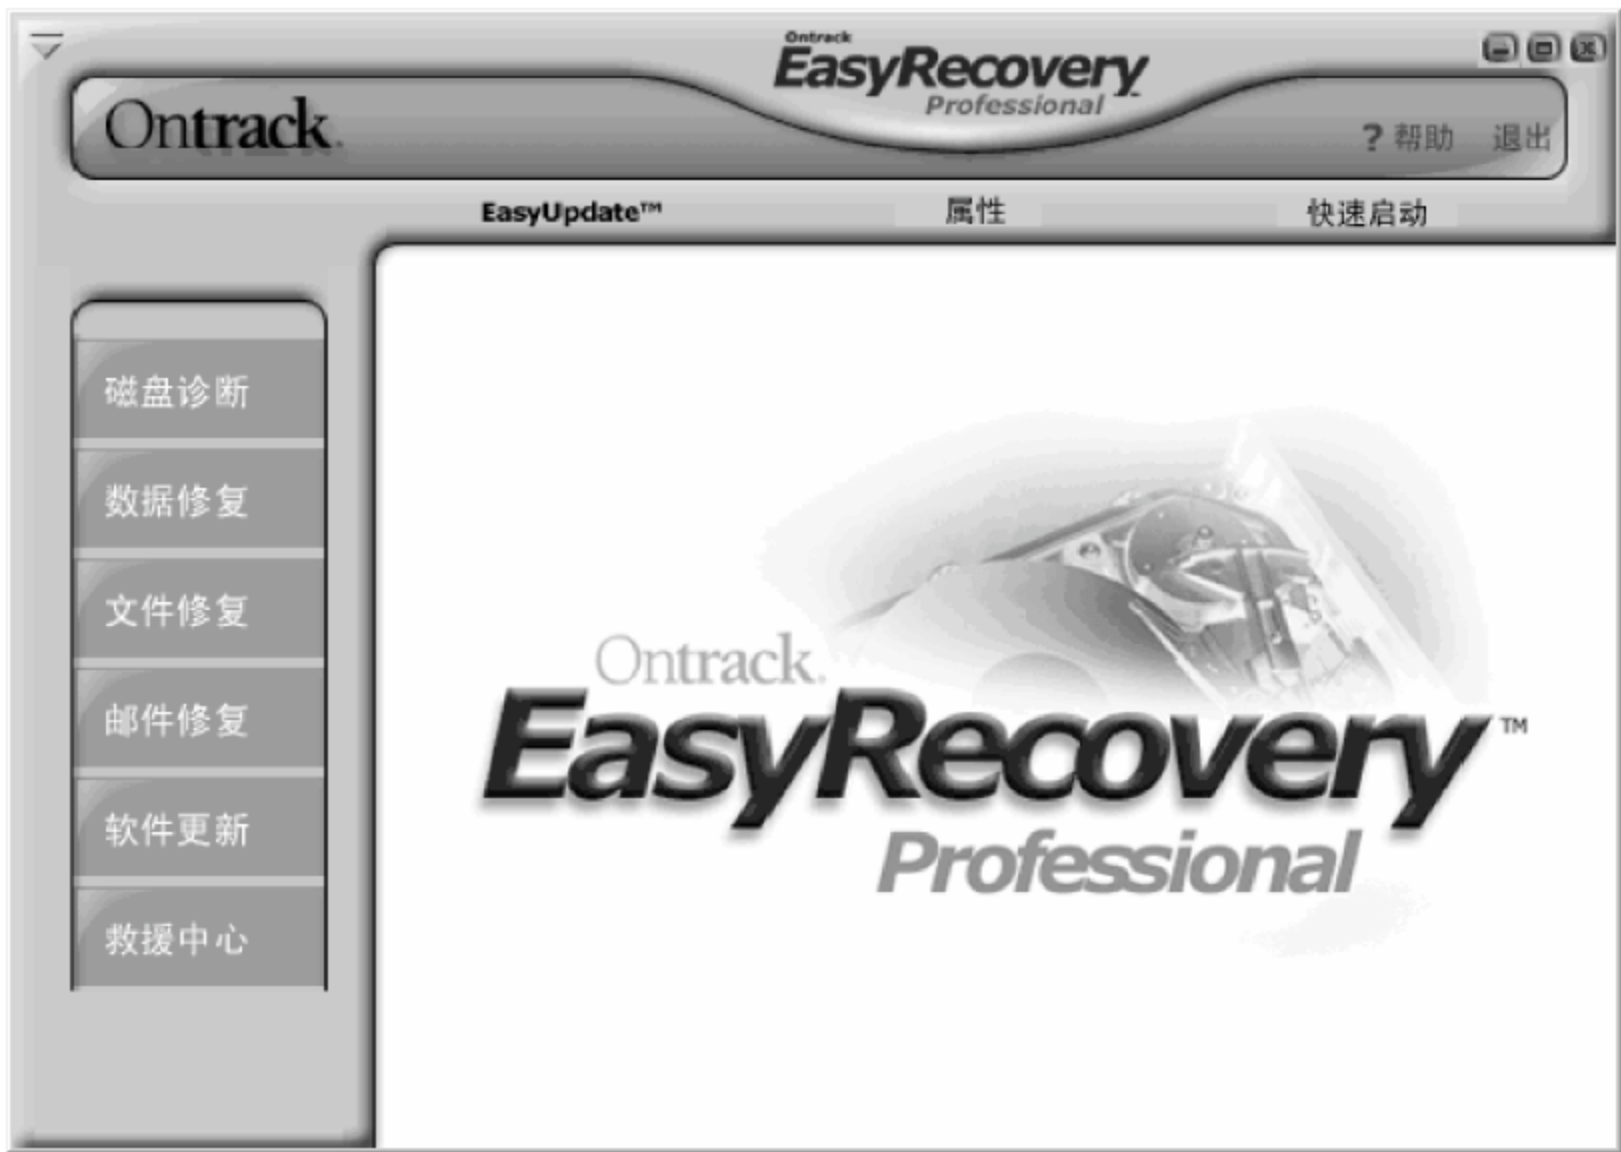 Ontrack
EasyRecovery
Professional
Ontrack.
? 帮助 退出
EasyUpdate™ 属性 快速启动
磁盘诊断
数据修复
文件修复
邮件修复
软件更新
救援中心
Ontrack.
EasyRecovery™
Professional